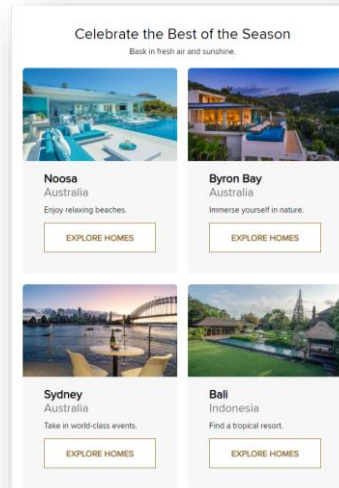 Celebrate the Best of the Season
Bask in fresh air and sunshine.
Noosa
Australia
Enjoy relaxing beaches.
EXPLORE HOMES
Byron Bay
Australia
Immerse yourself in nature.
EXPLORE HOMES
Sydney
Australia
Take in world-class events.
EXPLORE HOMES
Bali
Indonesia
Find a tropical resort.
EXPLORE HOMES